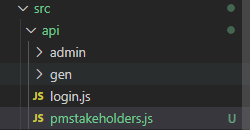 src
api
admin
gen
JS login.js
JS pmstakeholders.js U